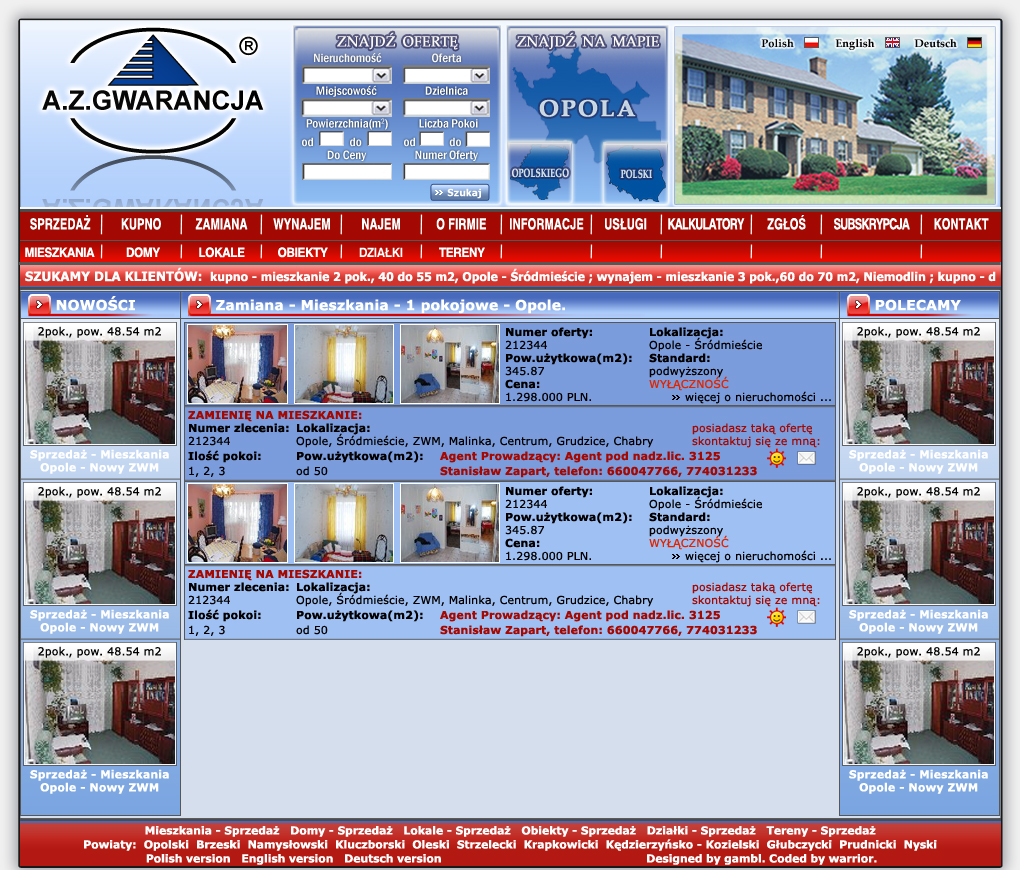 A.Z.GWARANCJA ®
ZNAJDŹ OFERTĘ
Nieruchomość Oferta
Miejscowość Dzielnica
Powierzchnia(m²) Liczba Pokoi
od do od do
Do Ceny Numer Oferty
» Szukaj
ZNAJDŹ NA MAPIE
OPOLA
OPOLSKIEGO POLSKI
Polish English Deutsch
SPRZEDAŻ KUPNO ZAMIANA WYNAJEM NAJEM O FIRMIE INFORMACJE USŁUGI KALKULATORY ZGŁOŚ SUBSKRYPCJA KONTAKT
MIESZKANIA DOMY LOKALE OBIEKTY DZIAŁKI TERENY
SZUKAMY DLA KLIENTÓW: kupno - mieszkanie 2 pok., 40 do 55 m2, Opole - Śródmieście ; wynajem - mieszkanie 3 pok.,60 do 70 m2, Niemodlin ; kupno - d
NOWOŚCI
2pok., pow. 48.54 m2
Sprzedaż - Mieszkania
Opole - Nowy ZWM
2pok., pow. 48.54 m2
Sprzedaż - Mieszkania
Opole - Nowy ZWM
2pok., pow. 48.54 m2
Sprzedaż - Mieszkania
Opole - Nowy ZWM
Zamiana - Mieszkania - 1 pokojowe - Opole.
Numer oferty: Lokalizacja:
212344 Opole - Śródmieście
Pow.użytkowa(m2): Standard:
345.87 podwyższony
Cena: WYŁĄCZNOŚĆ
1.298.000 PLN. » więcej o nieruchomości ...
ZAMIENIĘ NA MIESZKANIE:
Numer zlecenia: Lokalizacja: posiadasz taką ofertę
212344 Opole, Śródmieście, ZWM, Malinka, Centrum, Grudzice, Chabry skontaktuj się ze mną:
Ilość pokoi: Pow.użytkowa(m2): Agent Prowadzący: Agent pod nadz.lic. 3125
1, 2, 3 od 50 Stanisław Zapart, telefon: 660047766, 774031233
Numer oferty: Lokalizacja:
212344 Opole - Śródmieście
Pow.użytkowa(m2): Standard:
345.87 podwyższony
Cena: WYŁĄCZNOŚĆ
1.298.000 PLN. » więcej o nieruchomości ...
ZAMIENIĘ NA MIESZKANIE:
Numer zlecenia: Lokalizacja: posiadasz taką ofertę
212344 Opole, Śródmieście, ZWM, Malinka, Centrum, Grudzice, Chabry skontaktuj się ze mną:
Ilość pokoi: Pow.użytkowa(m2): Agent Prowadzący: Agent pod nadz.lic. 3125
1, 2, 3 od 50 Stanisław Zapart, telefon: 660047766, 774031233
POLECAMY
2pok., pow. 48.54 m2
Sprzedaż - Mieszkania
Opole - Nowy ZWM
2pok., pow. 48.54 m2
Sprzedaż - Mieszkania
Opole - Nowy ZWM
2pok., pow. 48.54 m2
Sprzedaż - Mieszkania
Opole - Nowy ZWM
Mieszkania - Sprzedaż Domy - Sprzedaż Lokale - Sprzedaż Obiekty - Sprzedaż Działki - Sprzedaż Tereny - Sprzedaż
Powiaty: Opolski Brzeski Namysłowski Kluczborski Oleski Strzelecki Krapkowicki Kędzierzyńsko - Kozielski Głubczycki Prudnicki Nyski
Polish version English version Deutsch version Designed by gambl. Coded by warrior.